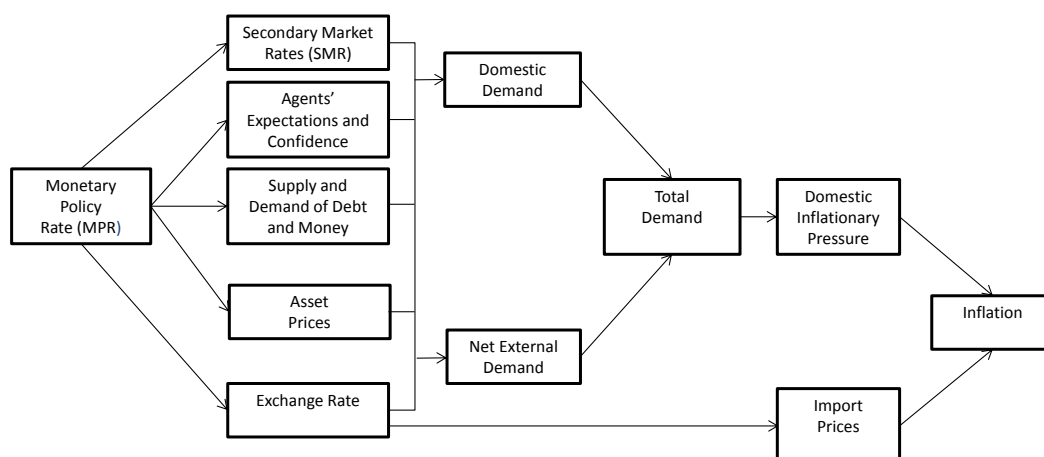 Secondary Market
Rates (SMR)
Agents’
Expectations and
Confidence
Monetary
Policy
Rate (MPR)
Supply and
Demand of Debt
and Money
Asset
Prices
Exchange Rate
Domestic
Demand
Net External
Demand
Total
Demand
Domestic
Inflationary
Pressure
Import
Prices
Inflation